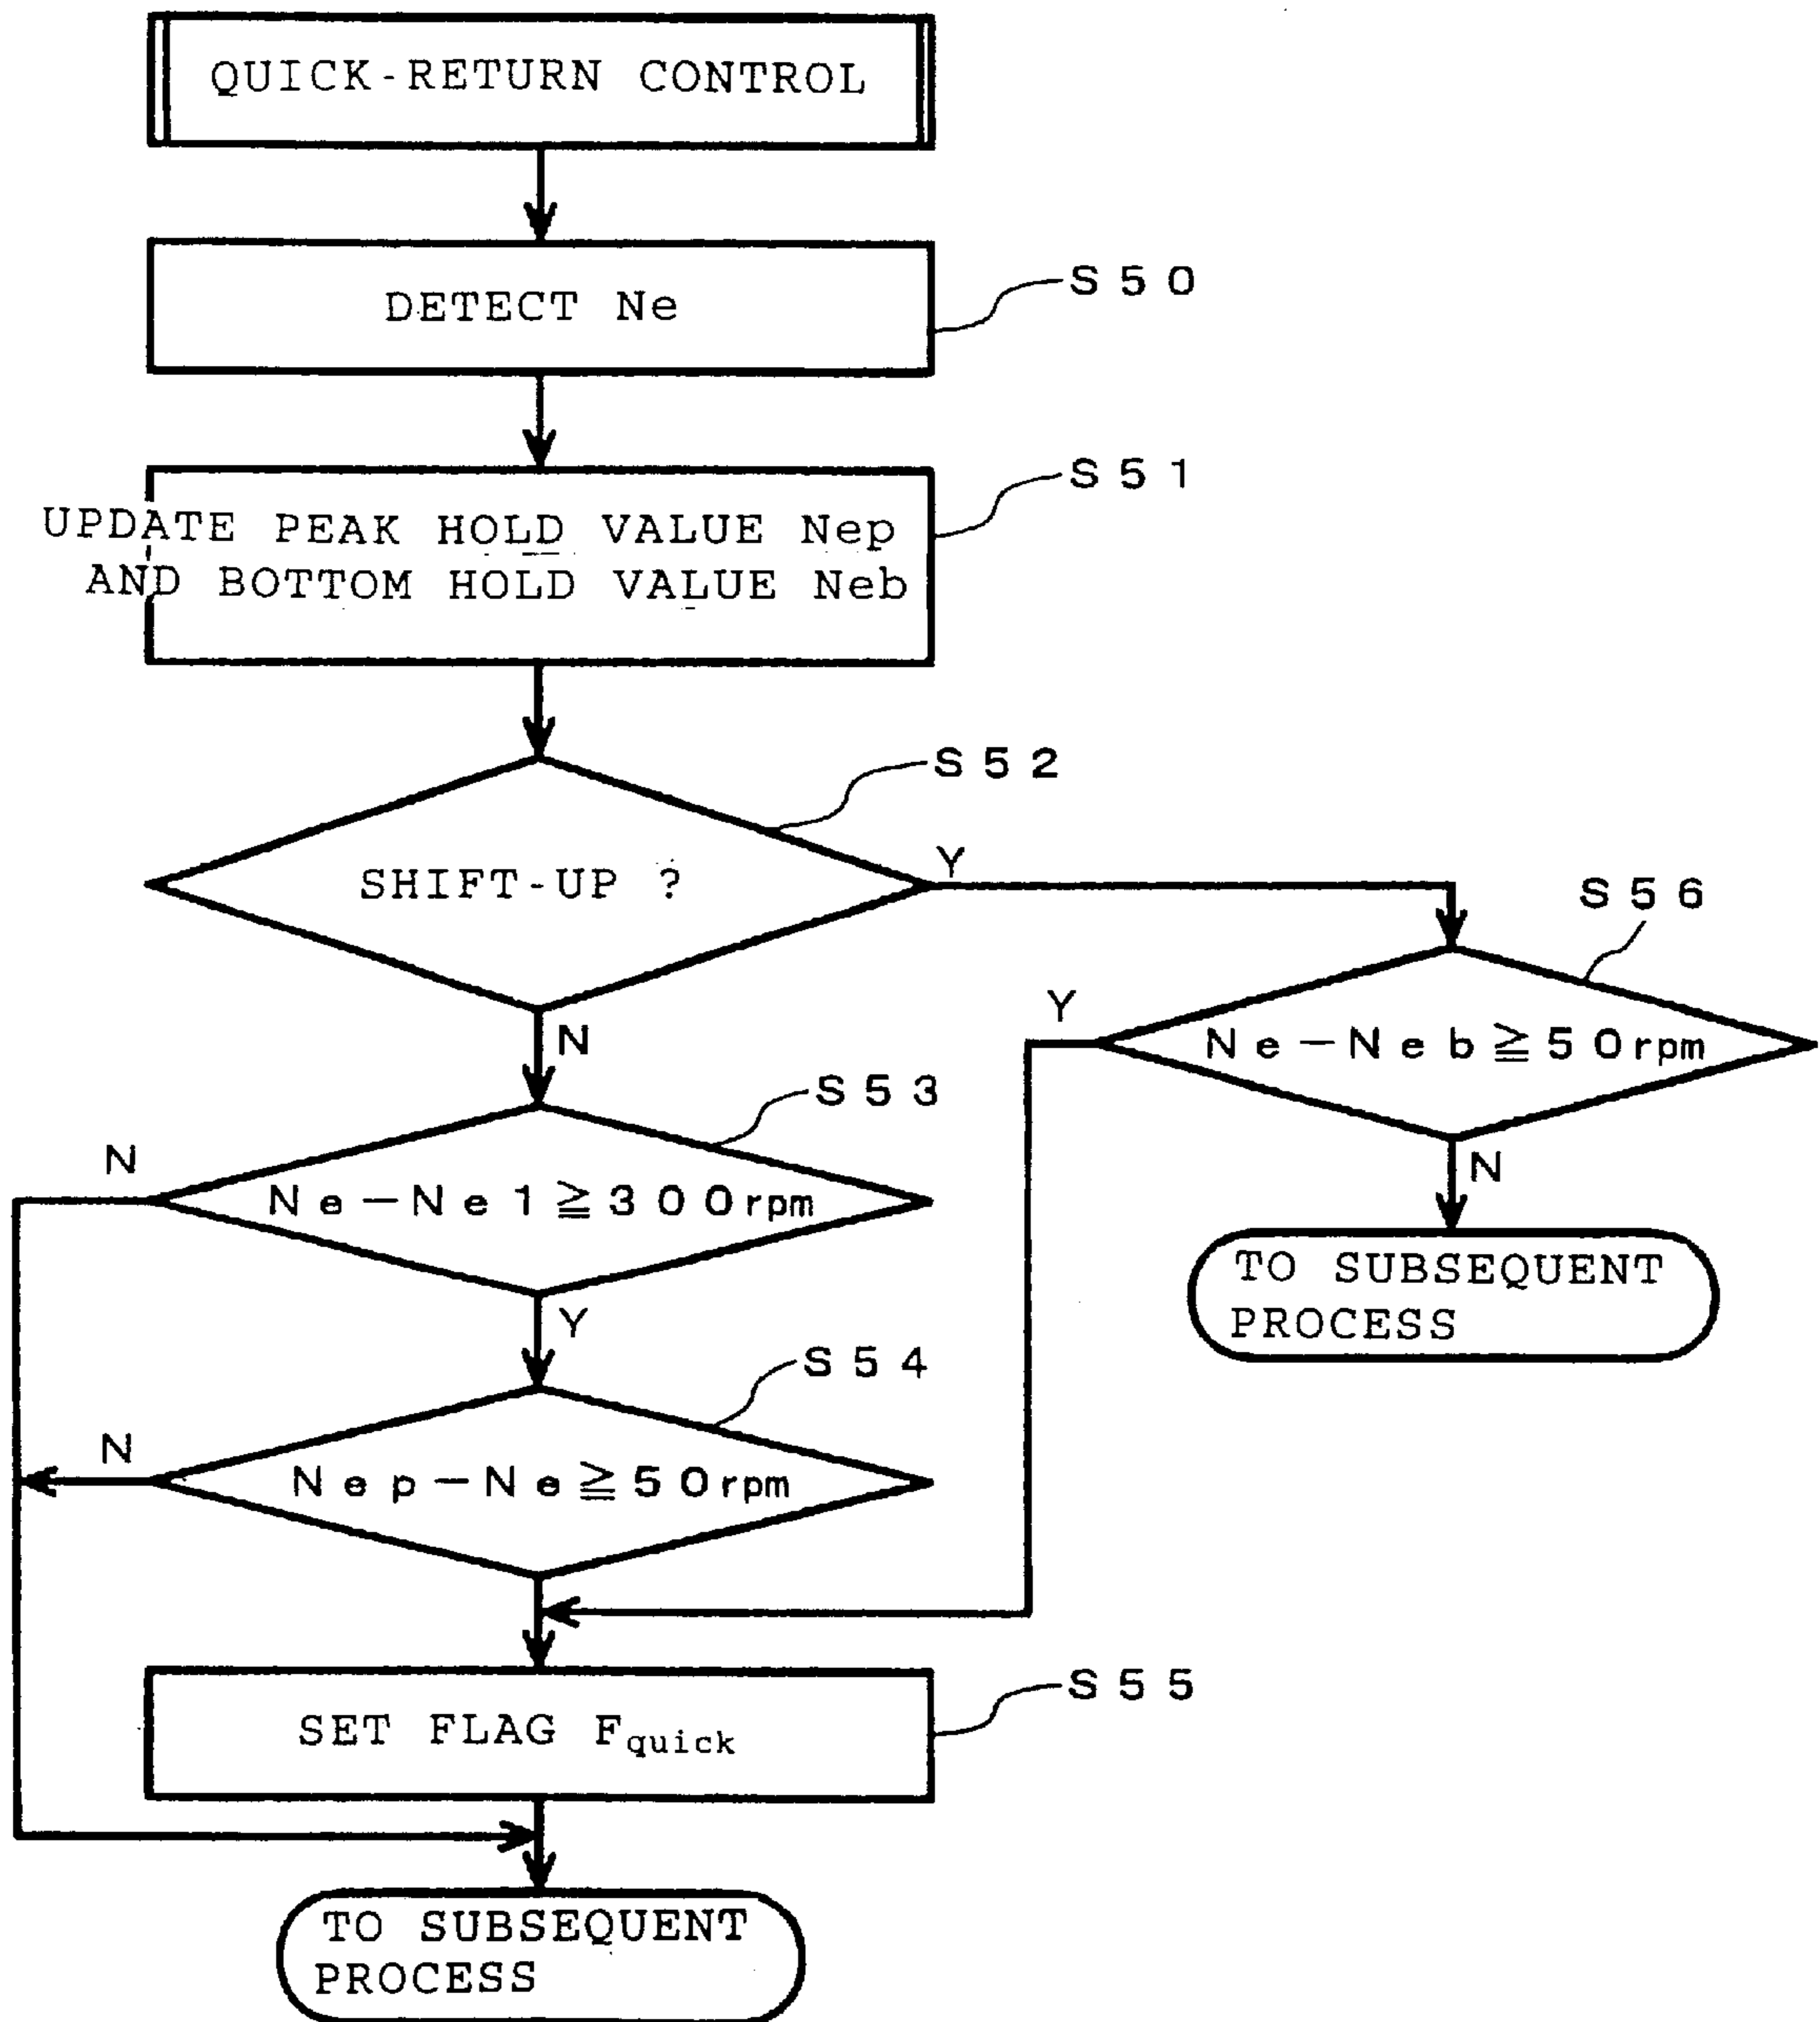 QUICK-RETURN CONTROL
DETECT Ne
S50
UPDATE PEAK HOLD VALUE Nep
AND BOTTOM HOLD VALUE Neb
S51
SHIFT-UP ?
S52
Y
N
Ne－Neb≧50rpm
S56
Y
N
TO SUBSEQUENT
PROCESS
Ne－Ne1≧300rpm
S53
N
Y
Nep－Ne≧50rpm
S54
N
SET FLAG Fquick
S55
TO SUBSEQUENT
PROCESS